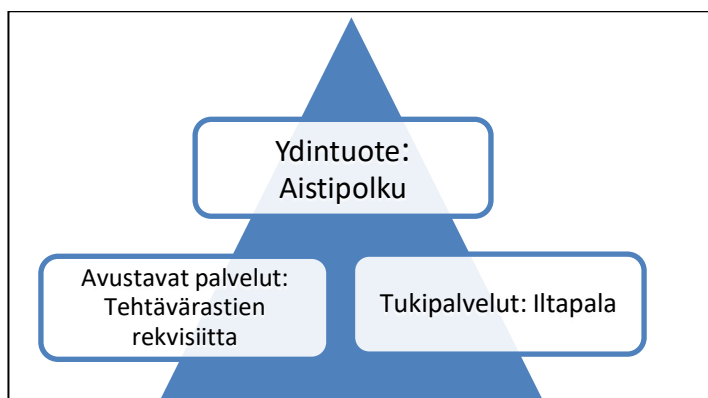 Ydintuote:
Aistipolku
Avustavat palvelut:
Tehtävärastien
rekvisiitta
Tukipalvelut: Iltapala